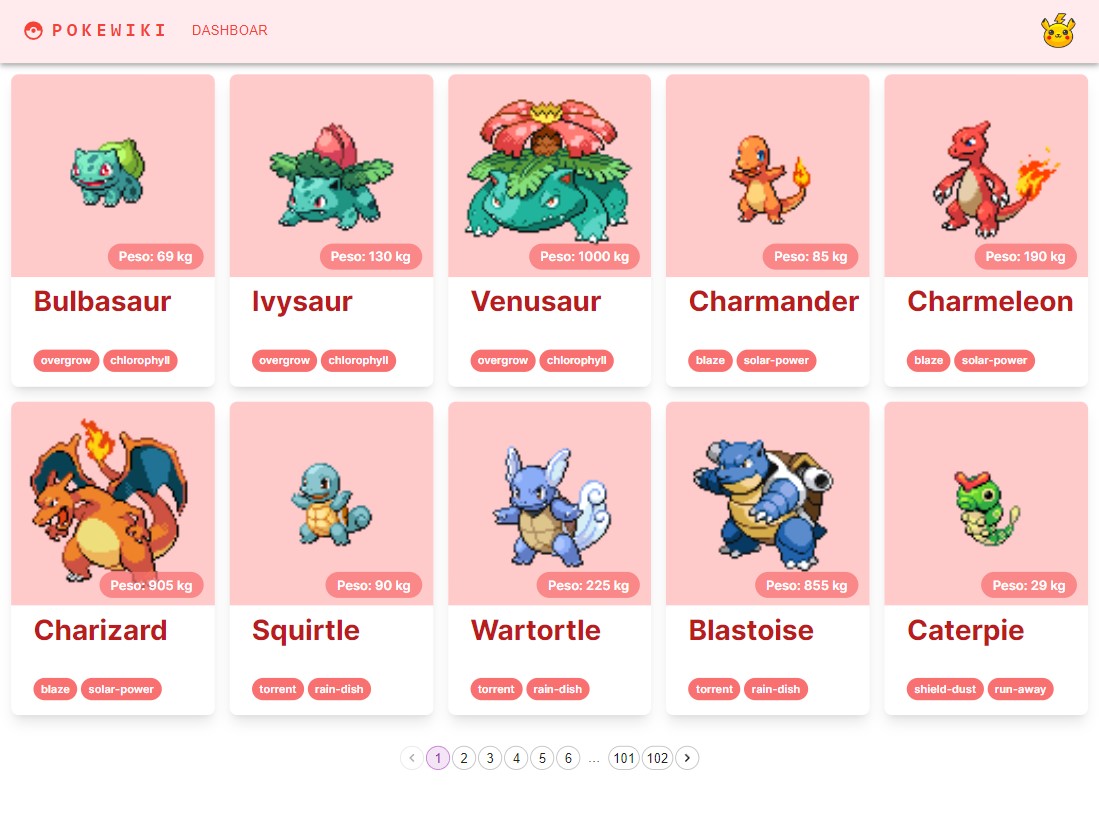 POKEWIKI DASHBOAR
Peso: 69 kg
Peso: 130 kg
Peso: 1000 kg
Peso: 85 kg
Peso: 190 kg
Bulbasaur
Ivysaur
Venusaur
Charmander
Charmeleon
overgrow chlorophyll
overgrow chlorophyll
overgrow chlorophyll
blaze solar-power
blaze solar-power
Peso: 905 kg
Peso: 90 kg
Peso: 225 kg
Peso: 855 kg
Peso: 29 kg
Charizard
Squirtle
Wartortle
Blastoise
Caterpie
blaze solar-power
torrent rain-dish
torrent rain-dish
torrent rain-dish
shield-dust run-away
1 2 3 4 5 6 ... 101 102